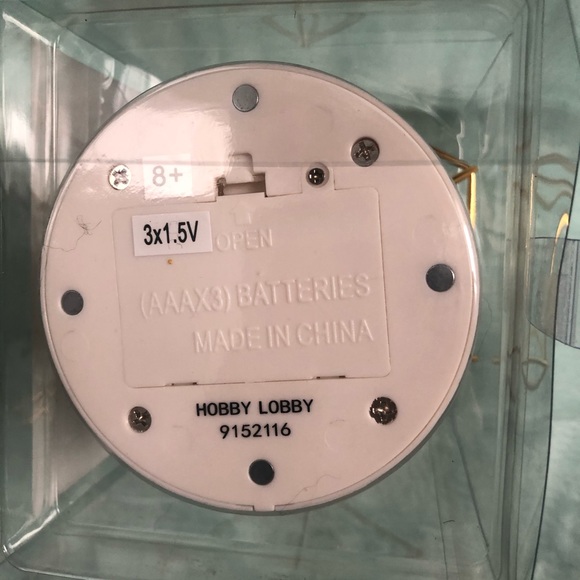 8+
3x1.5V
OPEN
(AAAX3) BATTERIES
MADE IN CHINA
HOBBY LOBBY
9152116